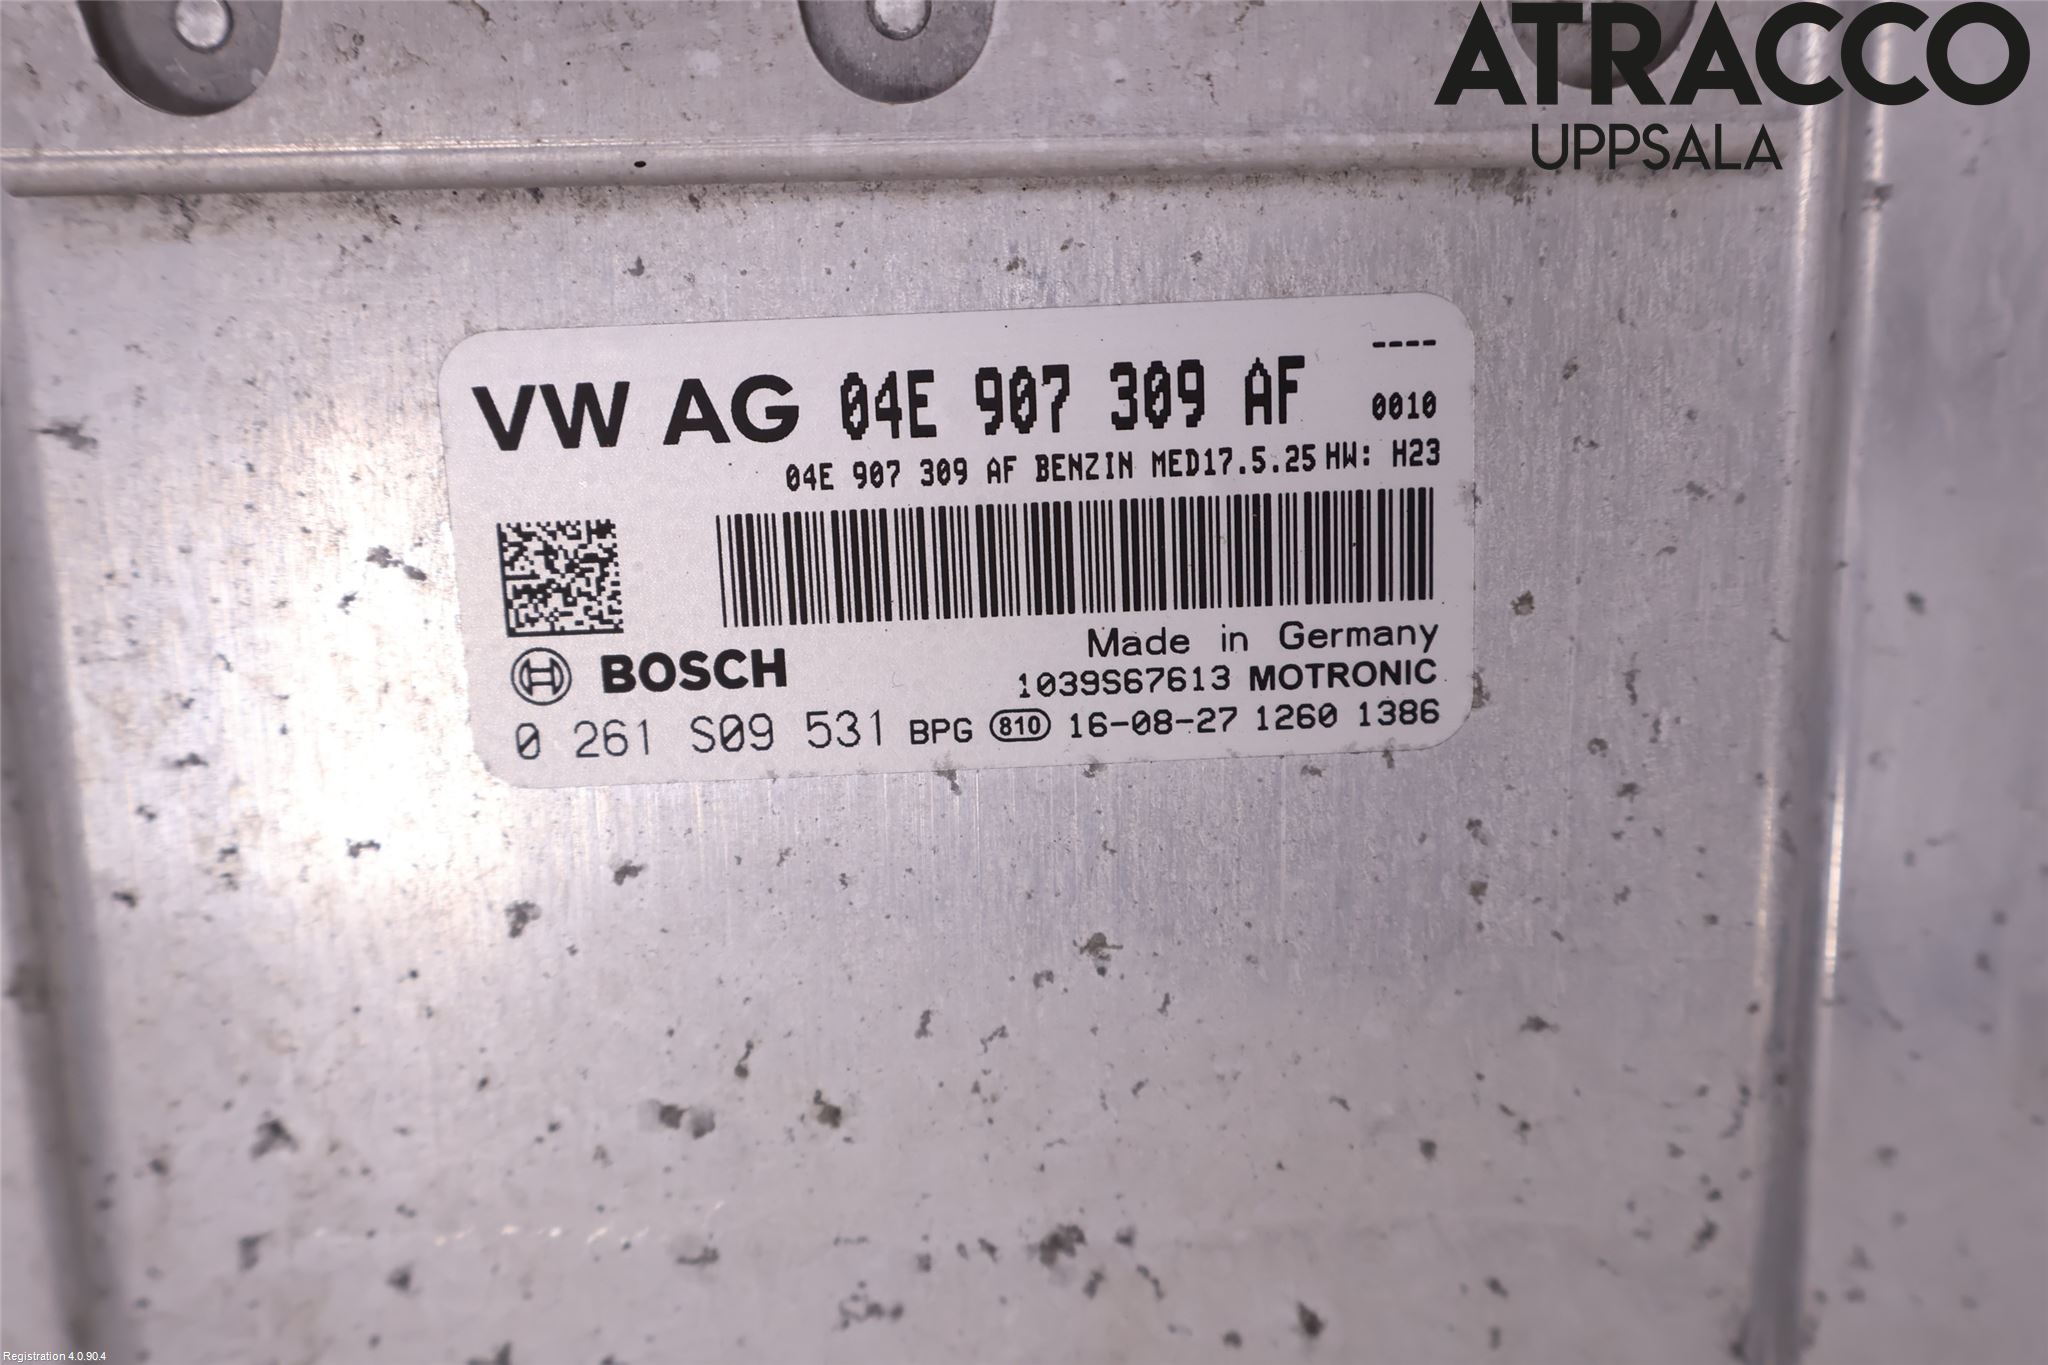 ATRACCO
UPPSALA
----
VW AG 04E 907 309 AF 0010
04E 907 309 AF BENZIN MED17.5.25 HW: H23
Made in Germany
BOSCH 1039S67613 MOTRONIC
0 261 S09 531 BPG 810 16-08-27 1260 1386
Registration 4.0.90.4